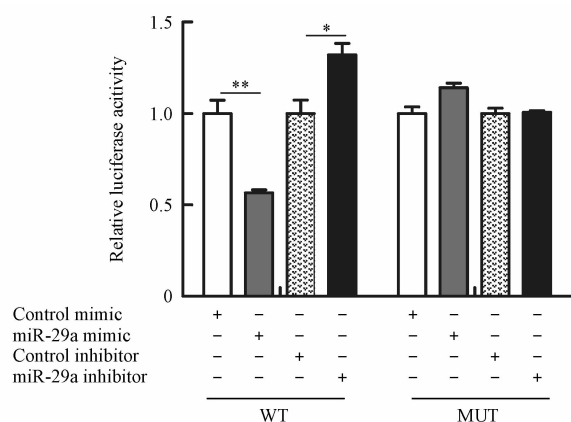 1.5
**
*
1.0
0.5
0
Relative luciferase acitivity
Control mimic + – – – + – – –
miR-29a mimic – + – – – + – –
Control inhibitor – – + – – – + –
miR-29a inhibitor – – – + – – – +
WT MUT